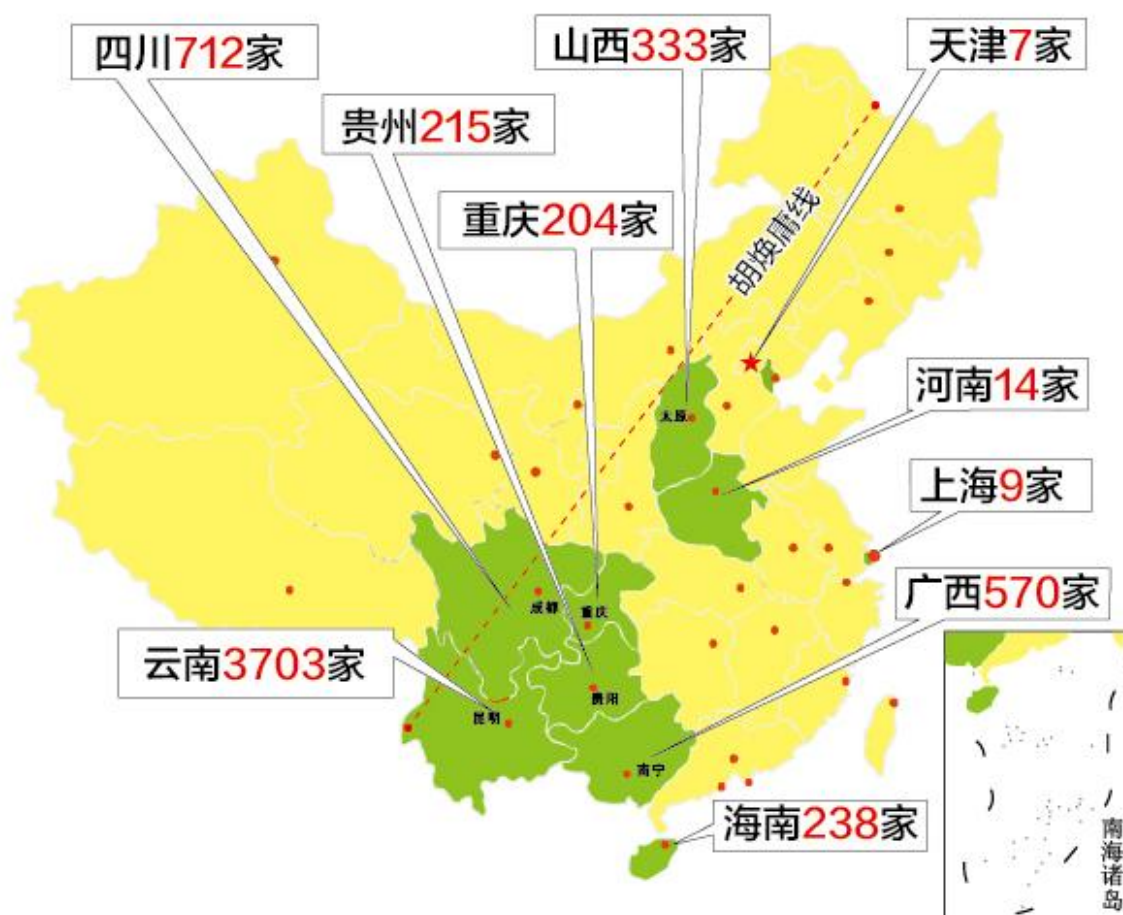 四川712家
山西333家
天津7家
贵州215家
重庆204家
胡焕庸线
河南14家
太原
上海9家
广西570家
成都
重庆
云南3703家
贵阳
昆明
南宁
海南238家
南海诸岛